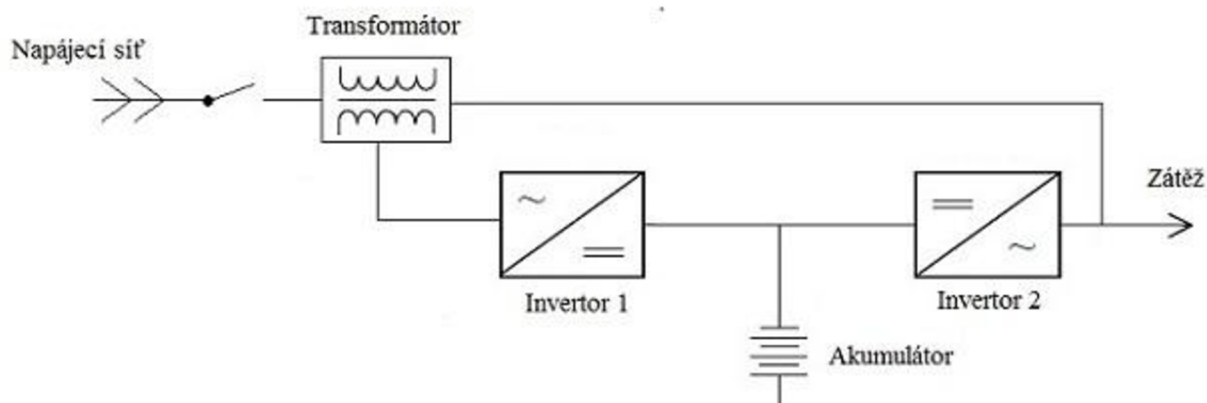 Transformátor
Napájecí síť
Zátěž
Invertor 1
Invertor 2
Akumulátor